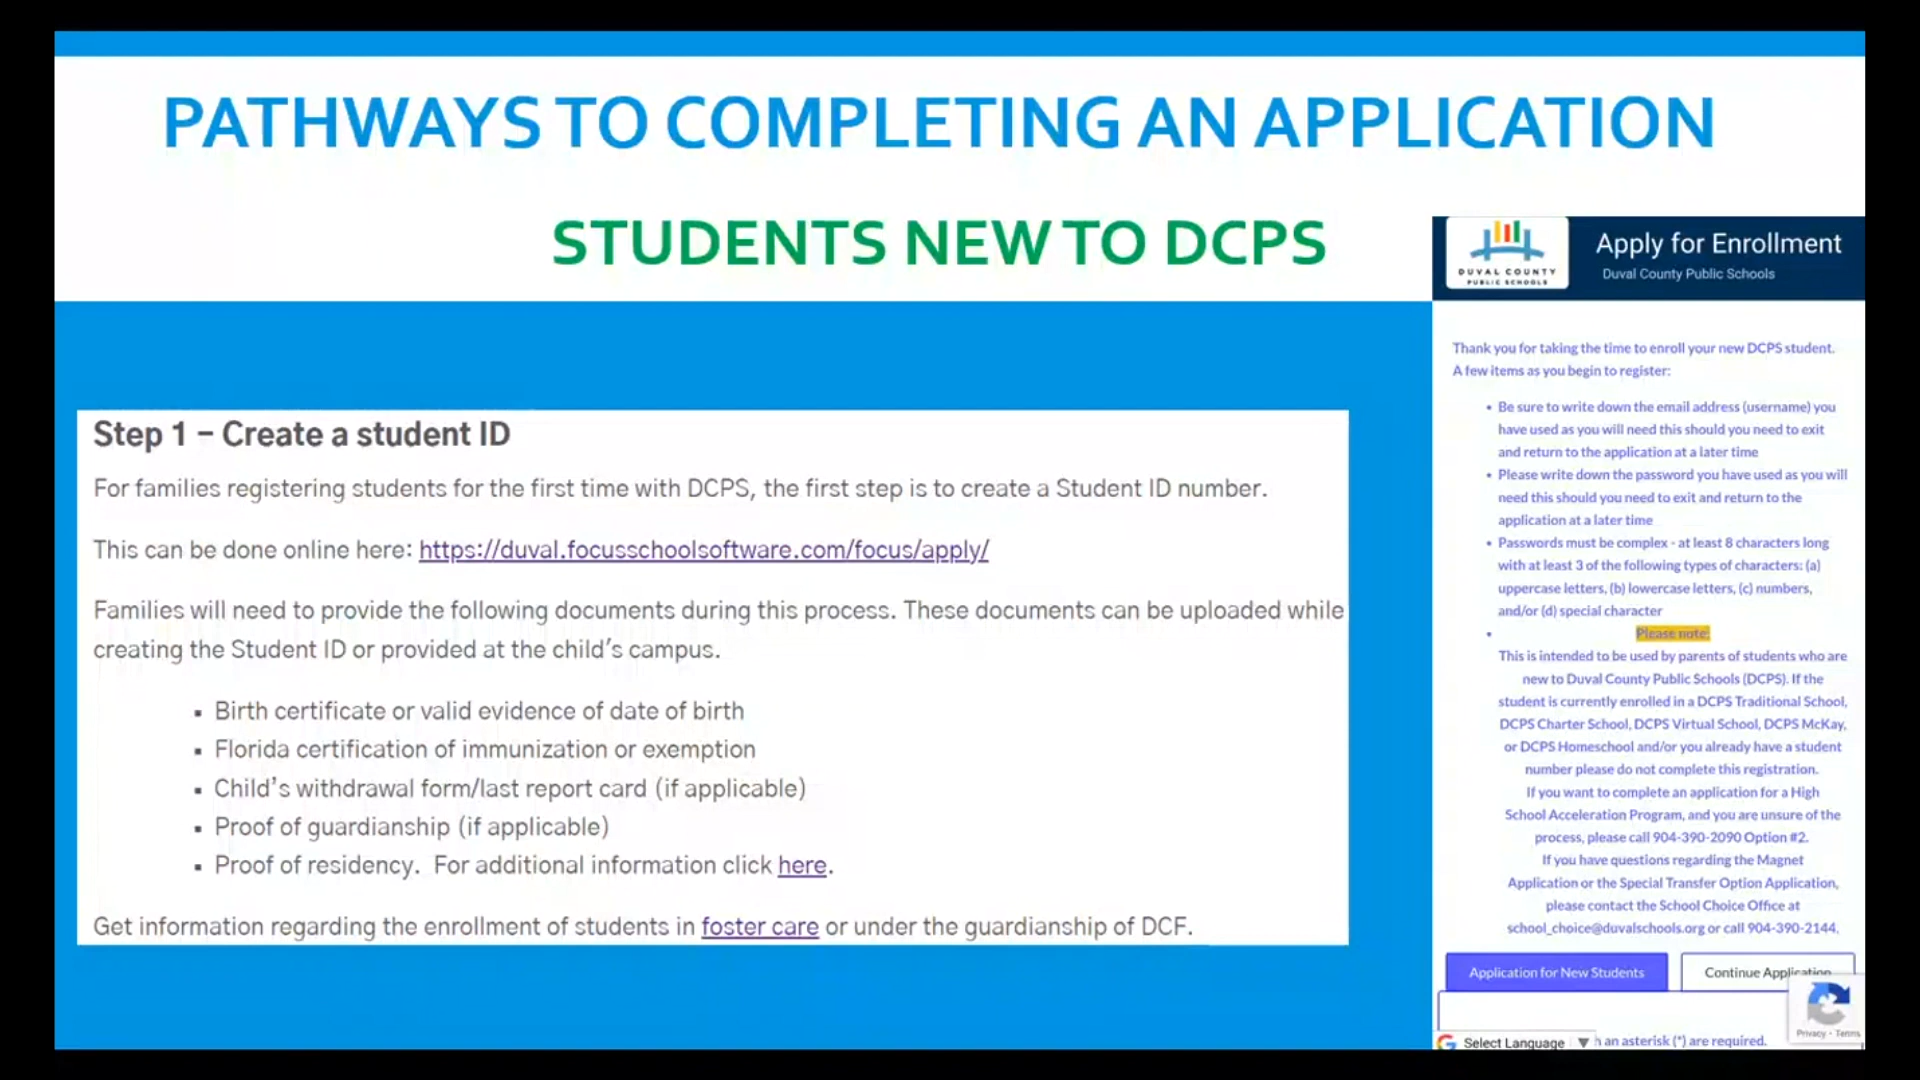 PATHWAYS TO COMPLETING AN APPLICATION
STUDENTS NEW TO DCPS
Step 1 – Create a student ID
For families registering students for the first time with DCPS, the first step is to create a Student ID number.
This can be done online here: https://duval.focusschoolsoftware.com/focus/apply/
Families will need to provide the following documents during this process. These documents can be uploaded while
creating the Student ID or provided at the child's campus.
▪ Birth certificate or valid evidence of date of birth
▪ Florida certification of immunization or exemption
▪ Child's withdrawal form/last report card (if applicable)
▪ Proof of guardianship (if applicable)
▪ Proof of residency. For additional information click here.
Get information regarding the enrollment of students in foster care or under the guardianship of DCF.
DUVAL COUNTY
PUBLIC SCHOOLS
Apply for Enrollment
Duval County Public Schools
Thank you for taking the time to enroll your new DCPS student.
A few items as you begin to register:
• Be sure to write down the email address (username) you
have used as you will need this should you need to exit
and return to the application at a later time
• Please write down the password you have used as you will
need this should you need to exit and return to the
application at a later time
• Passwords must be complex - at least 8 characters long
with at least 3 of the following types of characters: (a)
uppercase letters, (b) lowercase letters, (c) numbers,
and/or (d) special character
• Please note:
This is intended to be used by parents of students who are
new to Duval County Public Schools (DCPS). If the
student is currently enrolled in a DCPS Traditional School,
DCPS Charter School, DCPS Virtual School, DCPS McKay,
or DCPS Homeschool and/or you already have a student
number please do not complete this registration.
If you want to complete an application for a High
School Acceleration Program, and you are unsure of the
process, please call 904-390-2090 Option #2.
If you have questions regarding the Magnet
Application or the Special Transfer Option Application,
please contact the School Choice Office at
school_choice@duvalschools.org or call 904-390-2144.
Application for New Students
Continue Application
Privacy - Terms
Select Language ▼
an asterisk (*) are required.